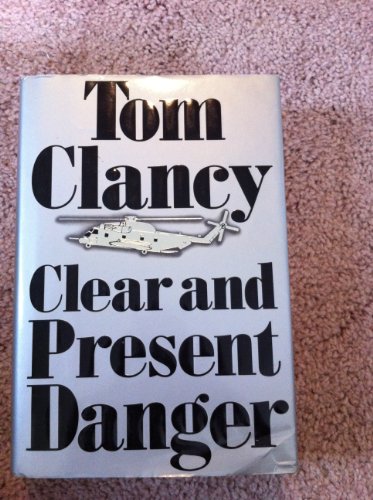 Tom
Clancy
Clear and
Present
Danger